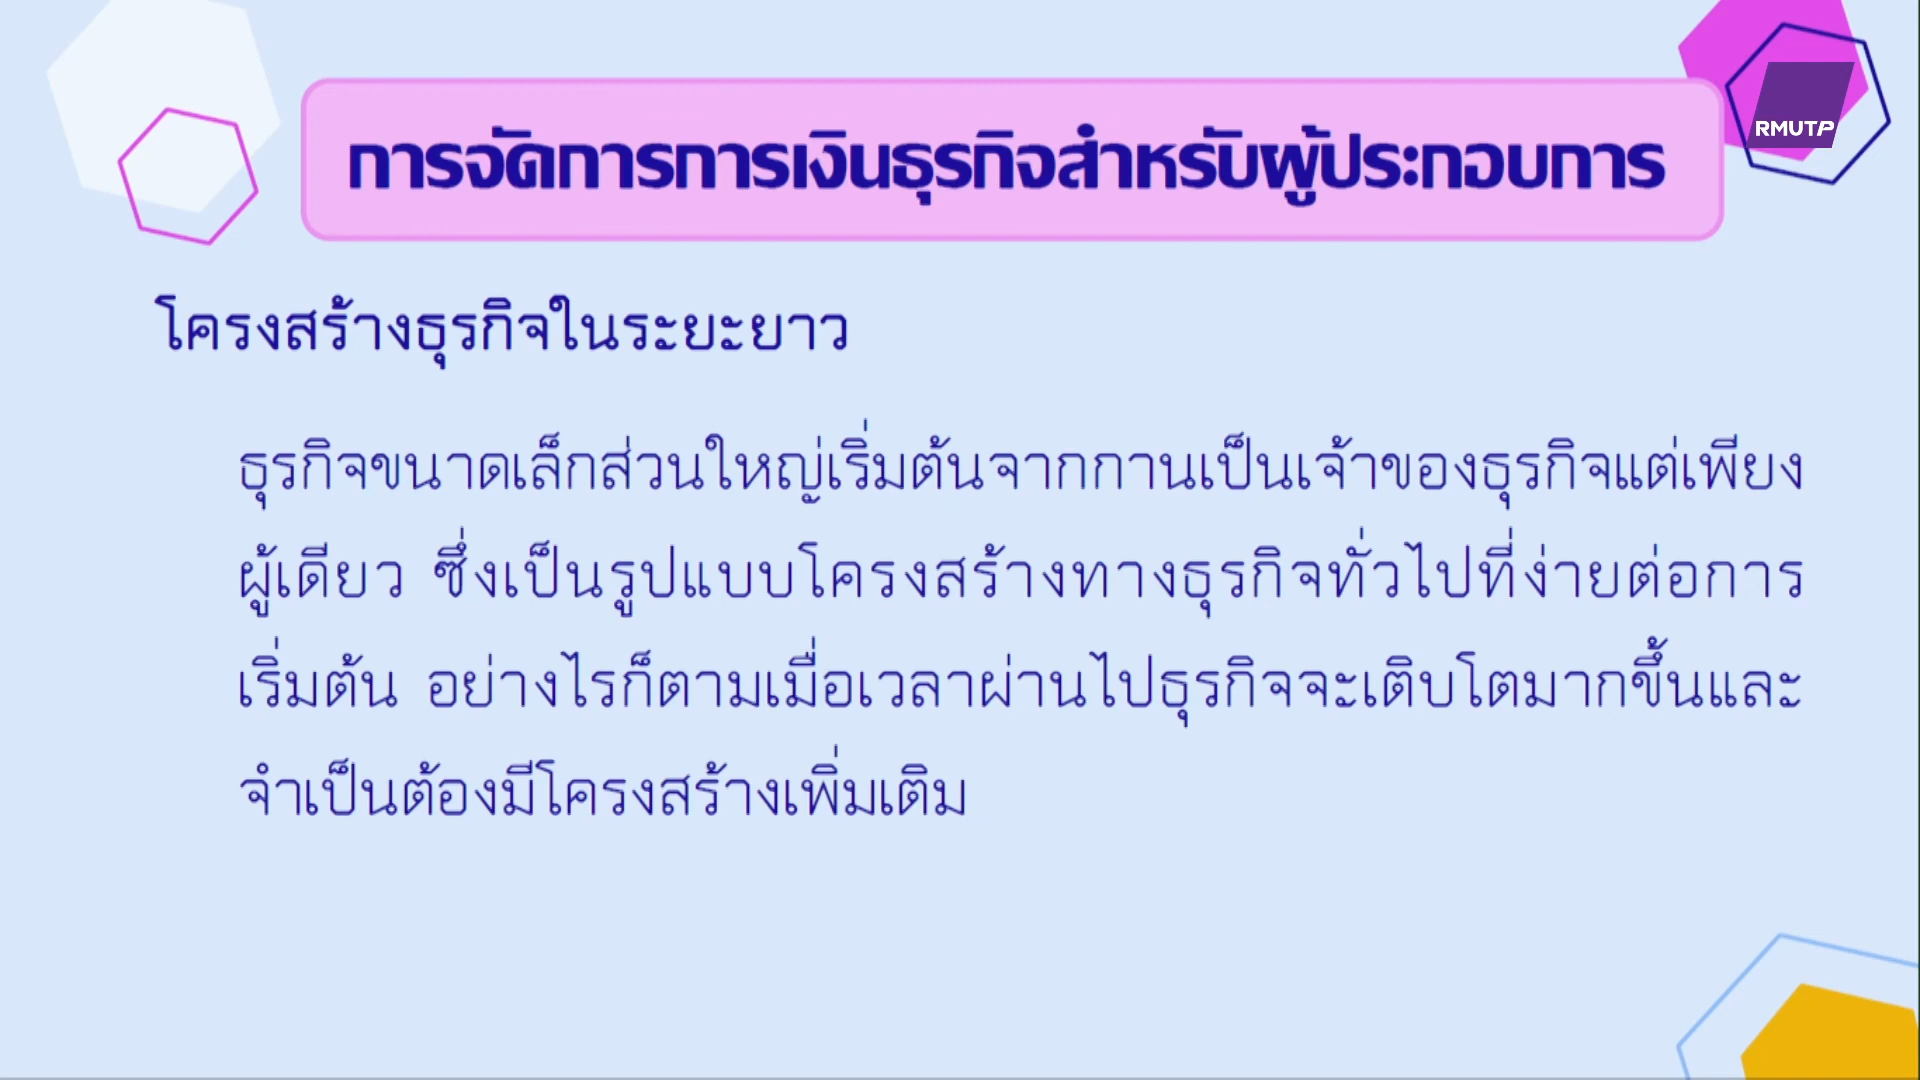 การจัดการการเงินธุรกิจสำหรับผู้ประกอบการ
RMUTP
โครงสร้างธุรกิจในระยะยาว
ธุรกิจขนาดเล็กส่วนใหญ่เริ่มต้นจากกานเป็นเจ้าของธุรกิจแต่เพียง
ผู้เดียว ซึ่งเป็นรูปแบบโครงสร้างทางธุรกิจทั่วไปที่ง่ายต่อการ
เริ่มต้น อย่างไรก็ตามเมื่อเวลาผ่านไปธุรกิจจะเติบโตมากขึ้นและ
จำเป็นต้องมีโครงสร้างเพิ่มเติม